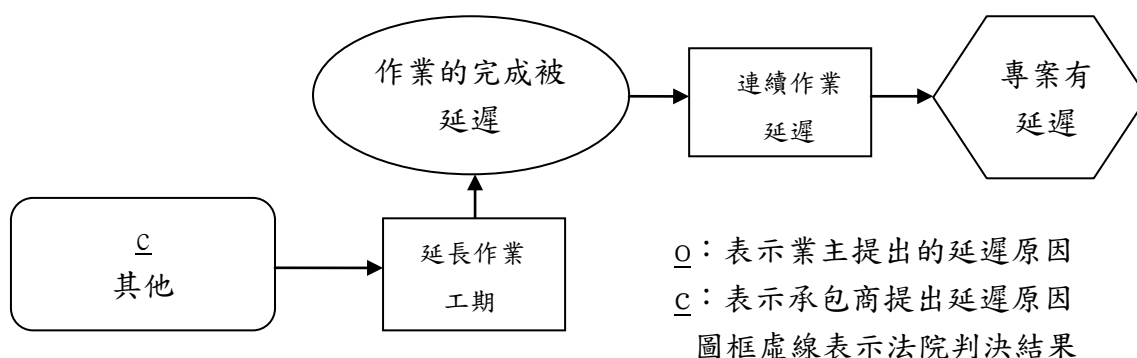 作業的完成被
延遲
連續作業
延遲
專案有
延遲
c
其他
延長作業
工期
o：表示業主提出的延遲原因
c：表示承包商提出延遲原因
圖框虛線表示法院判決結果